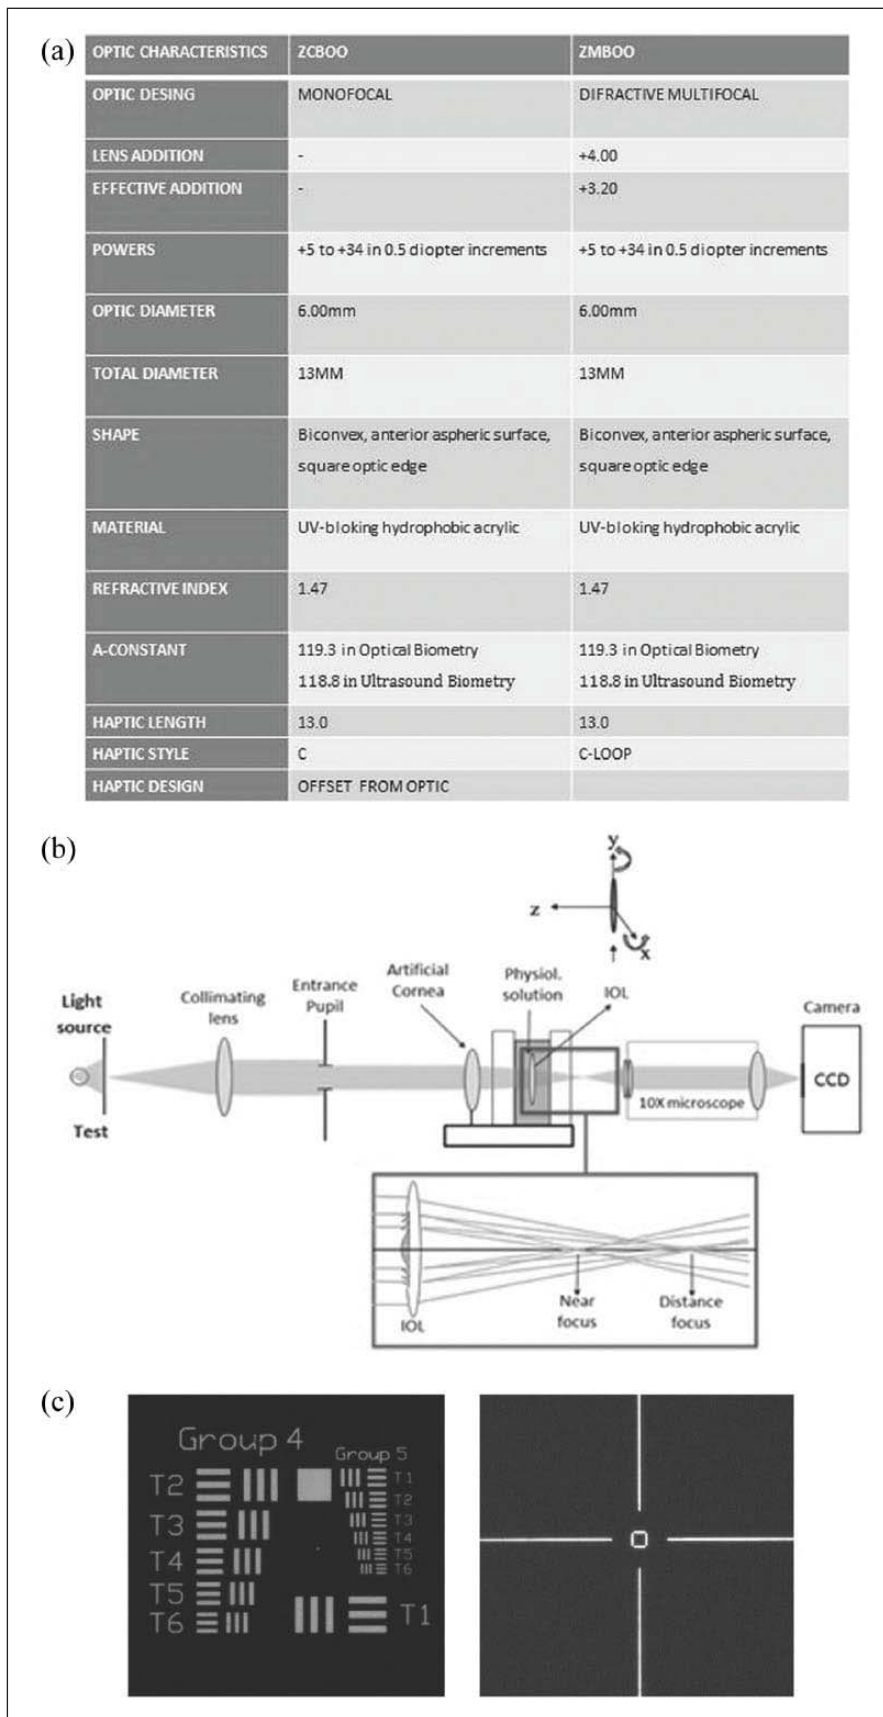 (a)
OPTIC CHARACTERISTICS ZCBOO ZMBOO
OPTIC DESING MONOFOCAL DIFRACTIVE MULTIFOCAL
LENS ADDITION - +4.00
EFFECTIVE ADDITION - +3.20
POWERS +5 to +34 in 0.5 diopter increments +5 to +34 in 0.5 diopter increments
OPTIC DIAMETER 6.00mm 6.00mm
TOTAL DIAMETER 13MM 13MM
SHAPE Biconvex, anterior aspheric surface, Biconvex, anterior aspheric surface,
square optic edge square optic edge
MATERIAL UV-bloking hydrophobic acrylic UV-bloking hydrophobic acrylic
REFRACTIVE INDEX 1.47 1.47
A-CONSTANT 119.3 in Optical Biometry 119.3 in Optical Biometry
118.8 in Ultrasound Biometry 118.8 in Ultrasound Biometry
HAPTIC LENGTH 13.0 13.0
HAPTIC STYLE C C-LOOP
HAPTIC DESIGN OFFSET FROM OPTIC
(b)
y
z
x
Light
source
Collimating
lens
Entrance
Pupil
Artificial
Cornea
Physiol.
solution
IOL
Camera
CCD
10X microscope
Test
IOL
Near
focus
Distance
focus
(c)
Group 4
Group 5
T2
T3
T4
T5
T6
T1
T2
T3
T4
T5
T6
T1